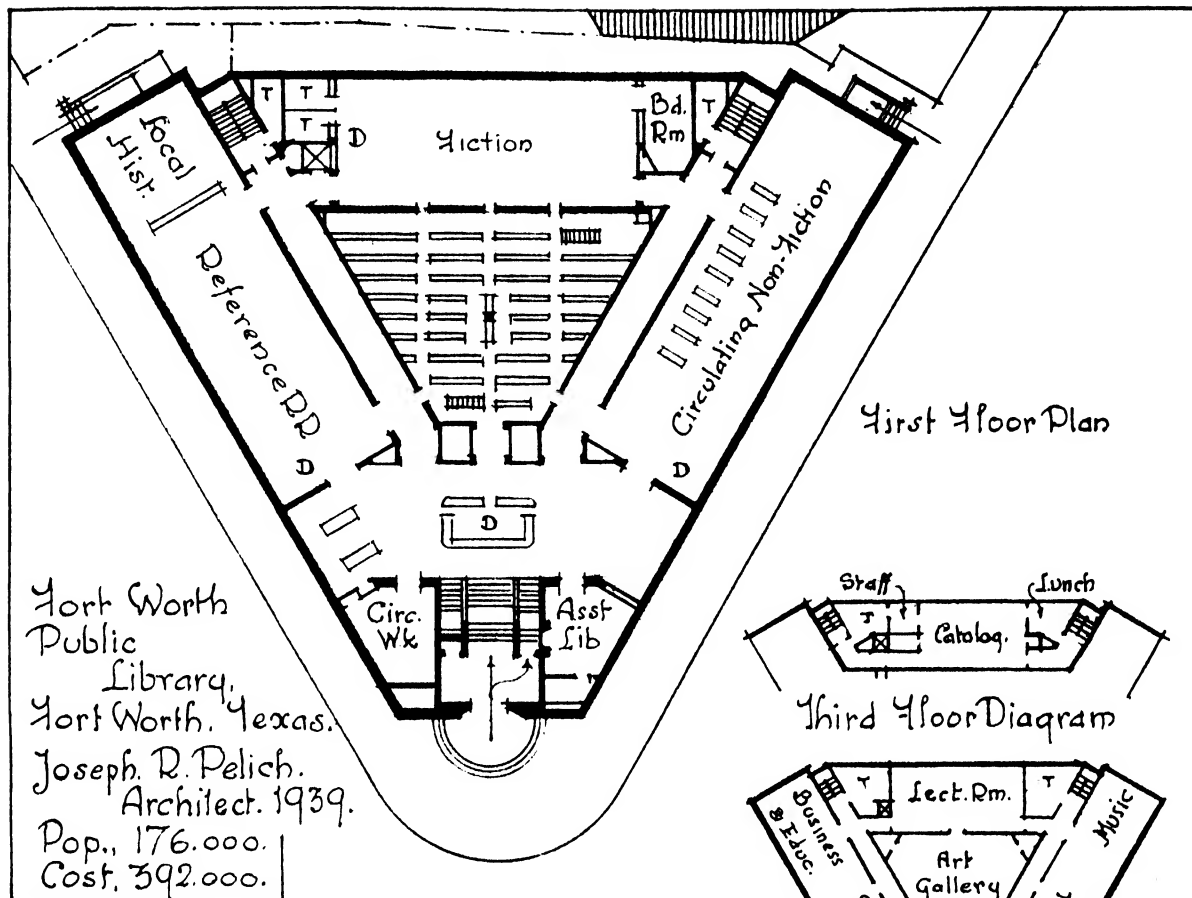 T
T
T
D
Fiction
Bd.
Rm
T
Local
Hist.
Reference RR
D
Circulating Non-Fiction
D
First Floor Plan
D
Circ.
Wk
Asst
Lib
T
Fort Worth
Public
Library,
Fort Worth, Texas.
Joseph. R. Pelich.
Architect. 1939.
Pop., 176.000.
Cost, 392.000.
Staff
Lunch
T
Catalog.
Third Floor Diagram
T
Lect. Rm.
T
Business
& Educ.
Music
Art
Gallery